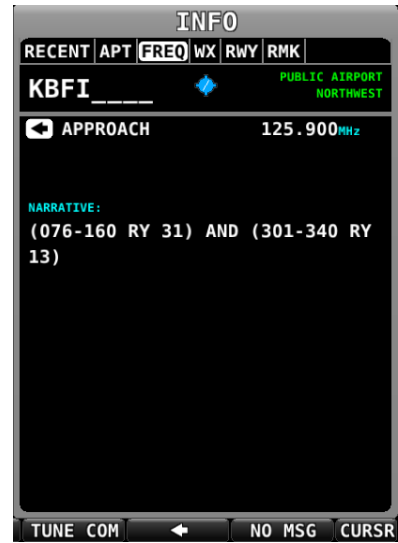 INFO
RECENT APT FREQ WX RWY RMK
KBFI____ PUBLIC AIRPORT
NORTHWEST
APPROACH 125.900MHz
NARRATIVE:
(076-160 RY 31) AND (301-340 RY
13)
TUNE COM NO MSG CURSR